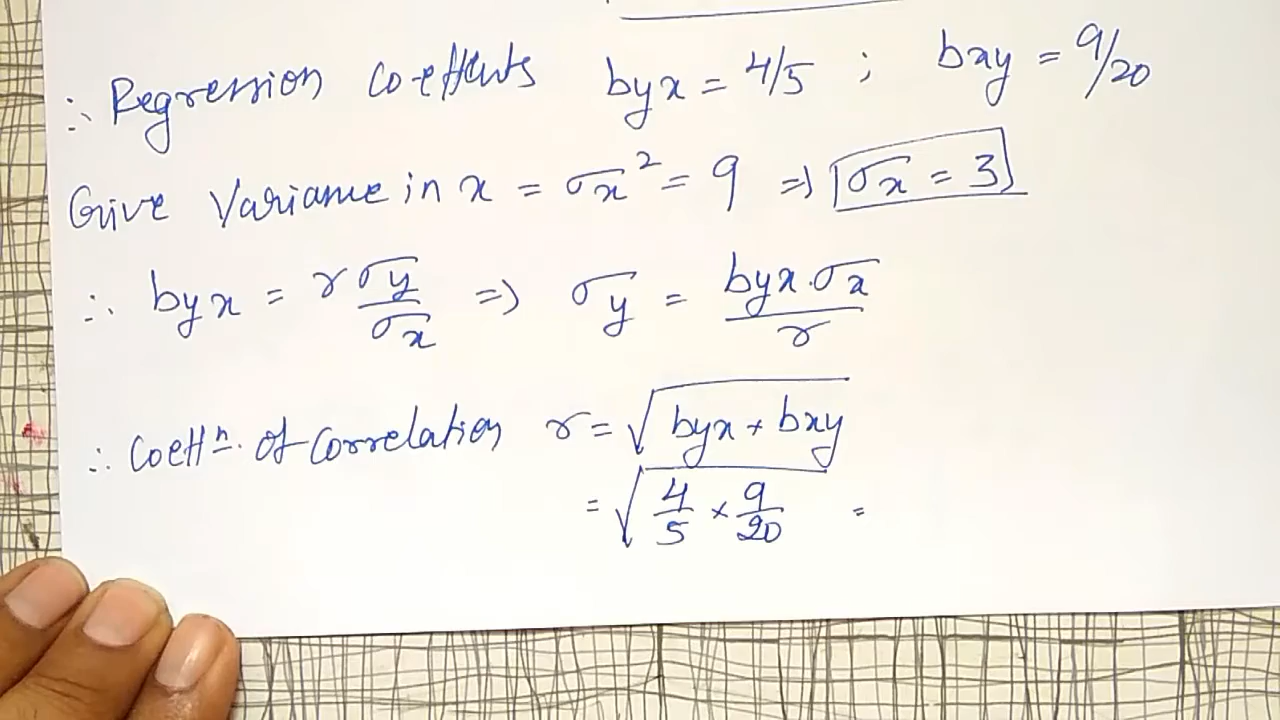 ∴ Regression Co-effents byx = 4/5 ; bxy = 9/20
Give Variance in x = σx² = 9 => σx = 3
∴ byx = r σy/σx => σy = byx.σx/r
∴ Coeffn. of Correlation r = √byx * bxy
= √4/5 × 9/20 =